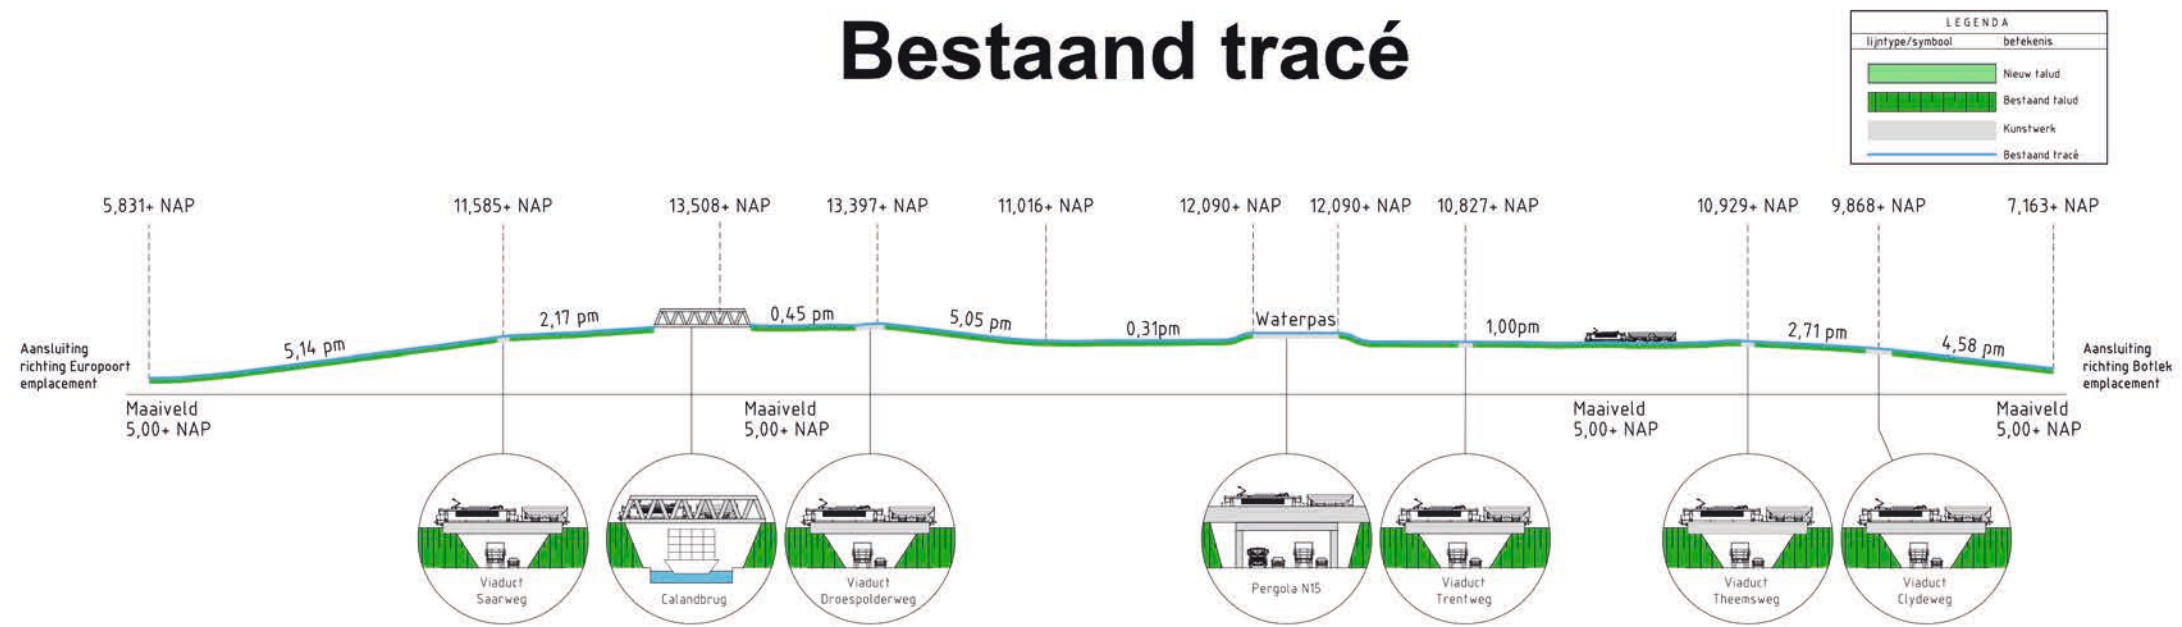 Bestaand tracé
LEGENDA
lijntype/symbool betekenis
Nieuw talud
Bestaand talud
Kunstwerk
Bestaand tracé
5,831+ NAP 11,585+ NAP 13,508+ NAP 13,397+ NAP 11,016+ NAP 12,090+ NAP 12,090+ NAP 10,827+ NAP 10,929+ NAP 9,868+ NAP 7,163+ NAP
5,14 pm 2,17 pm 0,45 pm 5,05 pm 0,31pm Waterpas 1,00pm 2,71 pm 4,58 pm
Aansluiting
richting Europoort
emplacement
Aansluiting
richting Botlek
emplacement
Maaiveld
5,00+ NAP
Maaiveld
5,00+ NAP
Maaiveld
5,00+ NAP
Maaiveld
5,00+ NAP
Viaduct
Saarweg
Calandbrug
Viaduct
Droespolderweg
Pergola N15
Viaduct
Trentweg
Viaduct
Theemsweg
Viaduct
Clydeweg